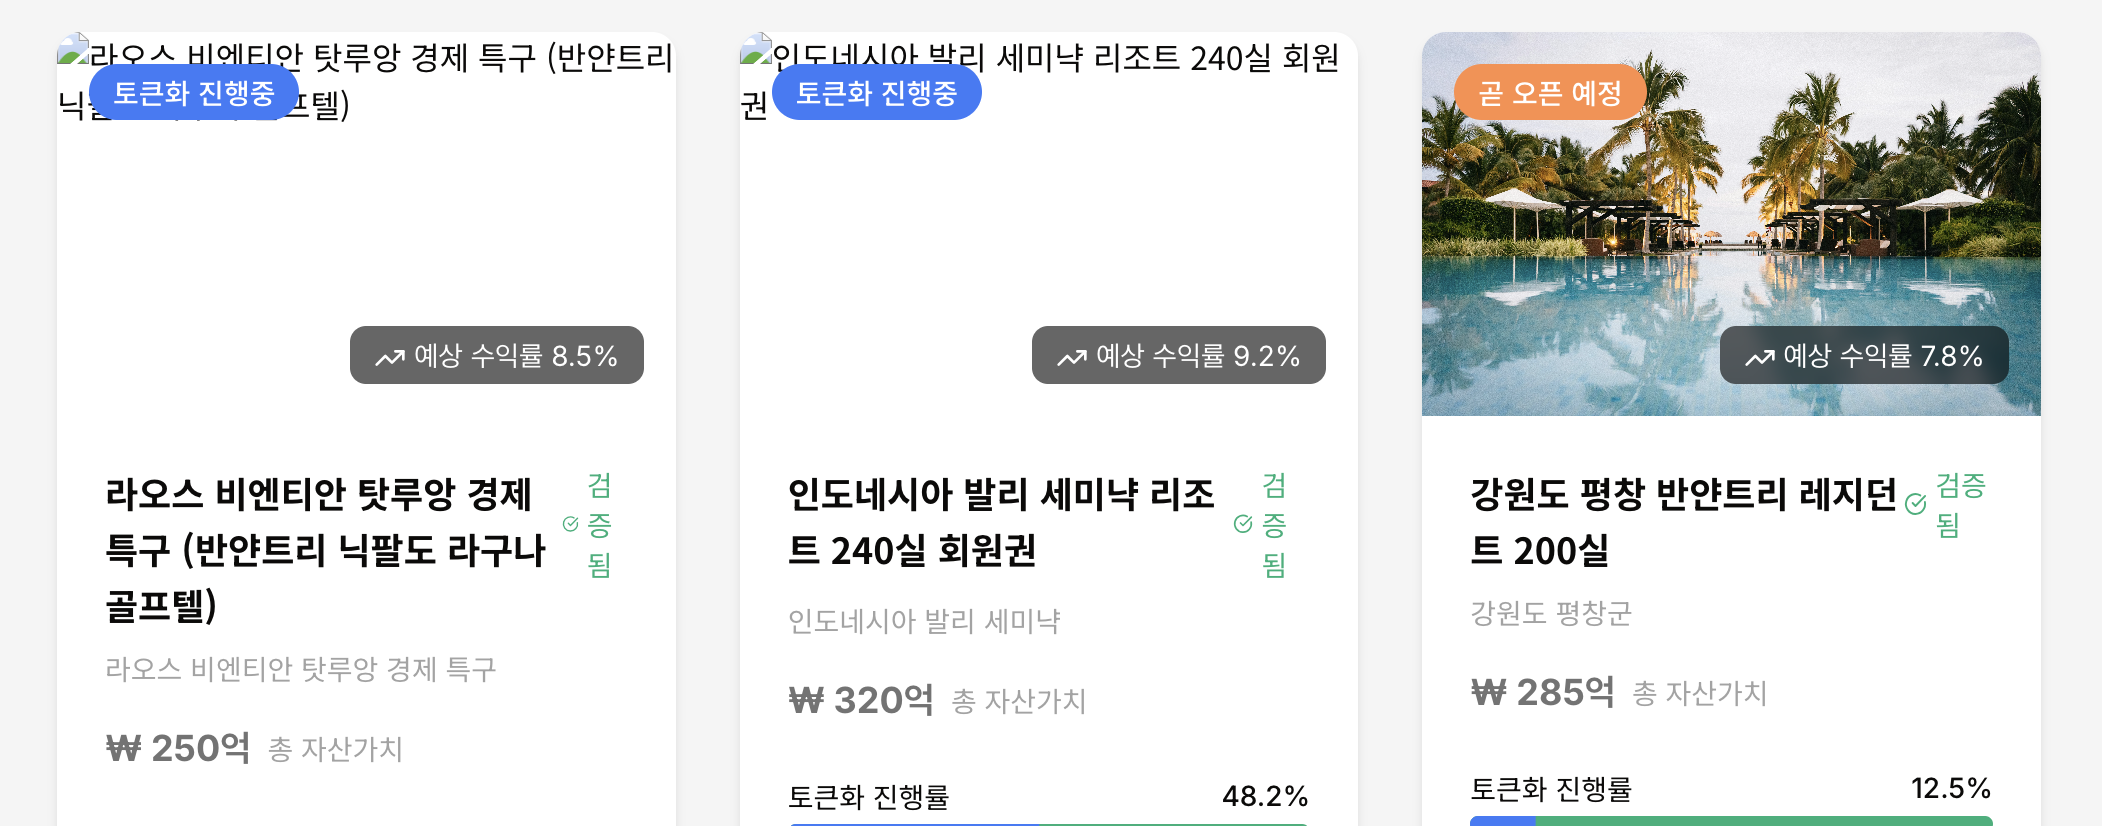 라오스 비엔티안 탓루앙 경제 특구 (반얀트리
닉 프텔)
토큰화 진행중
예상 수익률 8.5%
라오스 비엔티안 탓루앙 경제
특구 (반얀트리 닉팔도 라구나
골프텔)
검
증
됨
라오스 비엔티안 탓루앙 경제 특구
₩ 250억 총 자산가치
인도네시아 발리 세미냑 리조트 240실 회원
권
토큰화 진행중
예상 수익률 9.2%
인도네시아 발리 세미냑 리조
트 240실 회원권
검
증
됨
인도네시아 발리 세미냑
₩ 320억 총 자산가치
토큰화 진행률 48.2%
곧 오픈 예정
예상 수익률 7.8%
강원도 평창 반얀트리 레지던
트 200실
검증
됨
강원도 평창군
₩ 285억 총 자산가치
토큰화 진행률 12.5%